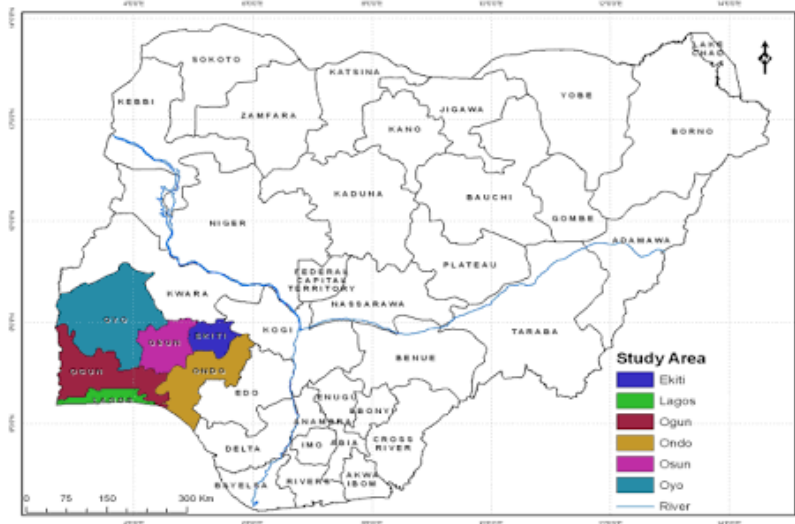 LAKE
CHAD
N
SOKOTO
KATSINA
KEBBI
ZAMFARA
JIGAWA
YOBE
KANO
BORNO
KADUNA
BAUCHI
NIGER
GOMBE
ADAMAWA
PLATEAU
FEDERAL
CAPITAL
TERRITORY
KWARA
NASSARAWA
OYO
KOGI
TARABA
OSUN
EKITI
BENUE
OGUN
ONDO
EDO
LAGOS
ENUGU
EBONY
ANAMBRA
DELTA
IMO
ABIA
CROSS
RIVER
BAYELSA
RIVERS
AKWA
IBOM
Study Area
Ekiti
Lagos
Ogun
Ondo
Osun
Oyo
River
0 75 150 300 Km